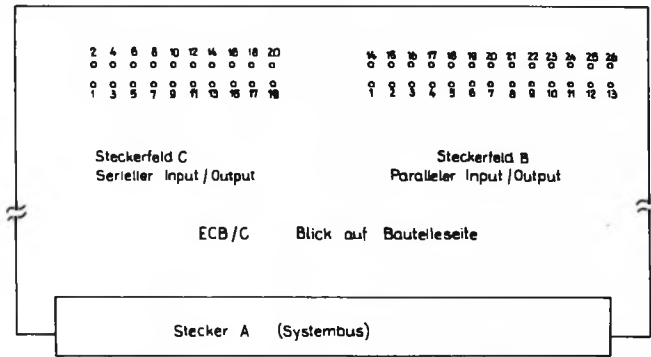 2 4 6 8 10 12 14 16 18 20
1 3 5 7 9 11 13 15 17 19
14 15 16 17 18 19 20 21 22 23 24 25 26
1 2 3 4 5 6 7 8 9 10 11 12 13
Steckerfeld C
Serieller Input/Output
Steckerfeld B
Paralleler Input/Output
ECB/C Blick auf Bauteileseite
Stecker A (Systembus)